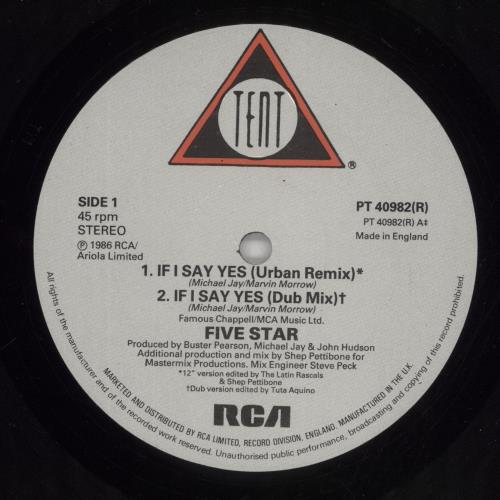 TENT
®
SIDE 1
45 rpm
STEREO
℗ 1986 RCA/
Ariola Limited
PT 40982(R)
PT 40982(R) A‡
Made in England
1. IF I SAY YES (Urban Remix)*
(Michael Jay/Marvin Morrow)
2. IF I SAY YES (Dub Mix)†
(Michael Jay/Marvin Morrow)
Famous Chappell/MCA Music Ltd.
FIVE STAR
Produced by Buster Pearson, Michael Jay & John Hudson
Additional production and mix by Shep Pettibone for
Mastermix Productions. Mix Engineer Steve Peck
*12" version edited by The Latin Rascals
& Shep Pettibone
†Dub version edited by Tuta Aquino
RCA
MARKETED AND DISTRIBUTED BY RCA LIMITED, RECORD DIVISION, ENGLAND. MANUFACTURED IN THE U.K.
All rights of the manufacturer and of the recorded work reserved. Unauthorised public performance, broadcasting and copying of this record prohibited.